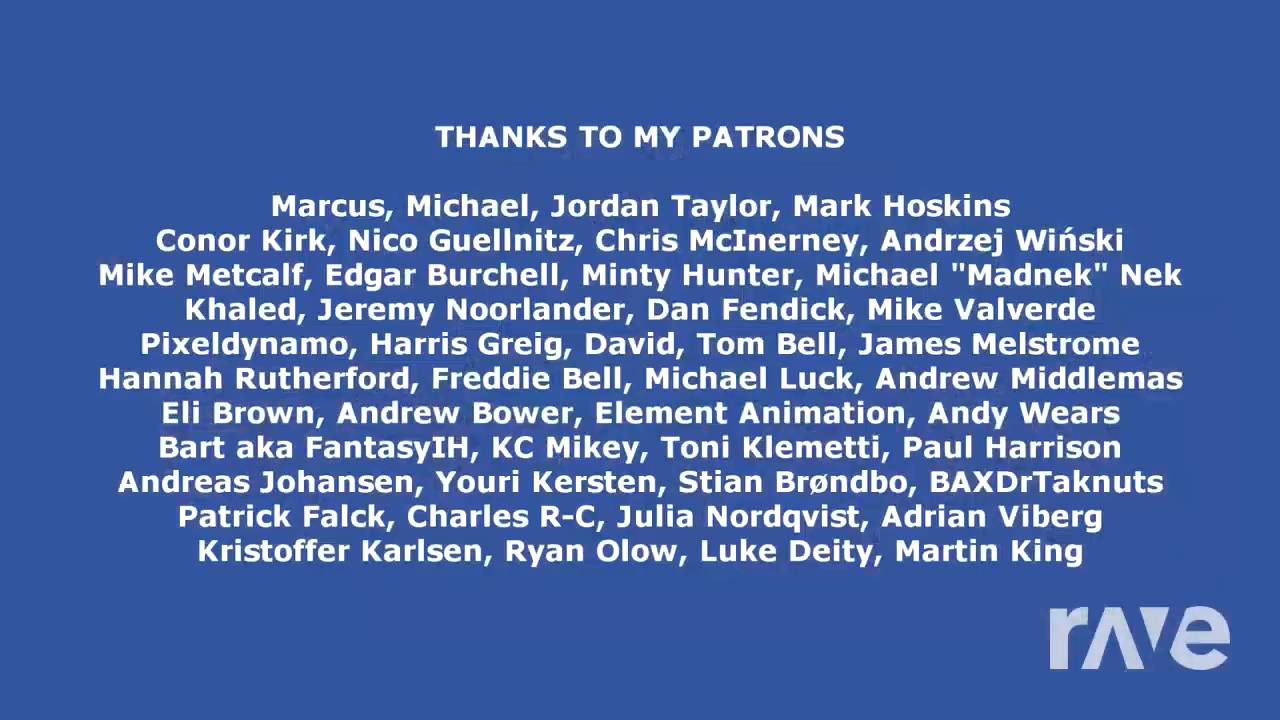 THANKS TO MY PATRONS
Marcus, Michael, Jordan Taylor, Mark Hoskins
Conor Kirk, Nico Guellnitz, Chris McInerney, Andrzej Wiński
Mike Metcalf, Edgar Burchell, Minty Hunter, Michael "Madnek" Nek
Khaled, Jeremy Noorlander, Dan Fendick, Mike Valverde
Pixeldynamo, Harris Greig, David, Tom Bell, James Melstrome
Hannah Rutherford, Freddie Bell, Michael Luck, Andrew Middlemas
Eli Brown, Andrew Bower, Element Animation, Andy Wears
Bart aka FantasyIH, KC Mikey, Toni Klemetti, Paul Harrison
Andreas Johansen, Youri Kersten, Stian Brøndbo, BAXDrTaknuts
Patrick Falck, Charles R-C, Julia Nordqvist, Adrian Viberg
Kristoffer Karlsen, Ryan Olow, Luke Deity, Martin King
rave